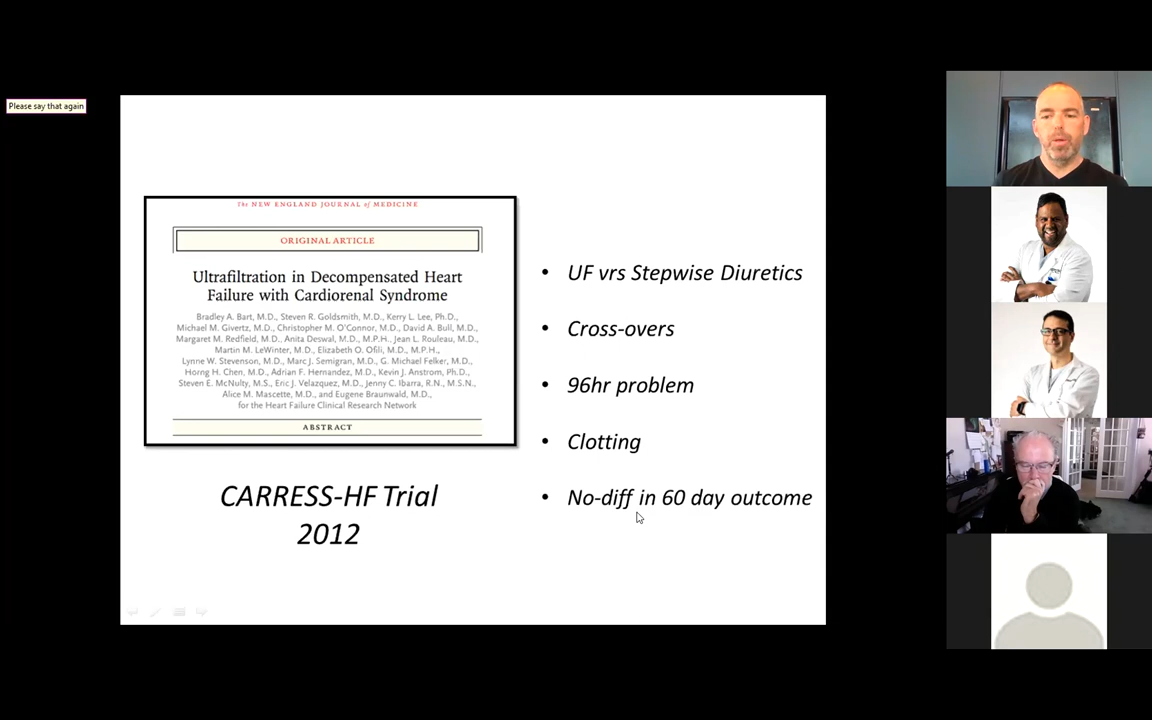 Please say that again
The NEW ENGLAND JOURNAL of MEDICINE
ORIGINAL ARTICLE
Ultrafiltration in Decompensated Heart
Failure with Cardiorenal Syndrome
Bradley A. Bart, M.D., Steven R. Goldsmith, M.D., Kerry L. Lee, Ph.D.,
Michael M. Givertz, M.D., Christopher M. O'Connor, M.D., David A. Bull, M.D.,
Margaret M. Redfield, M.D., Anita Deswal, M.D., M.P.H., Jean L. Rouleau, M.D.,
Martin M. LeWinter, M.D., Elizabeth O. Ofili, M.D., M.P.H.,
Lynne W. Stevenson, M.D., Marc J. Semigran, M.D., G. Michael Felker, M.D.,
Horng H. Chen, M.D., Adrian F. Hernandez, M.D., Kevin J. Anstrom, Ph.D.,
Steven E. McNulty, M.S., Eric J. Velazquez, M.D., Jenny C. Ibarra, R.N., M.S.N.,
Alice M. Mascette, M.D., and Eugene Braunwald, M.D.,
for the Heart Failure Clinical Research Network
ABSTRACT
CARRESS-HF Trial
2012
• UF vrs Stepwise Diuretics
• Cross-overs
• 96hr problem
• Clotting
• No-diff in 60 day outcome